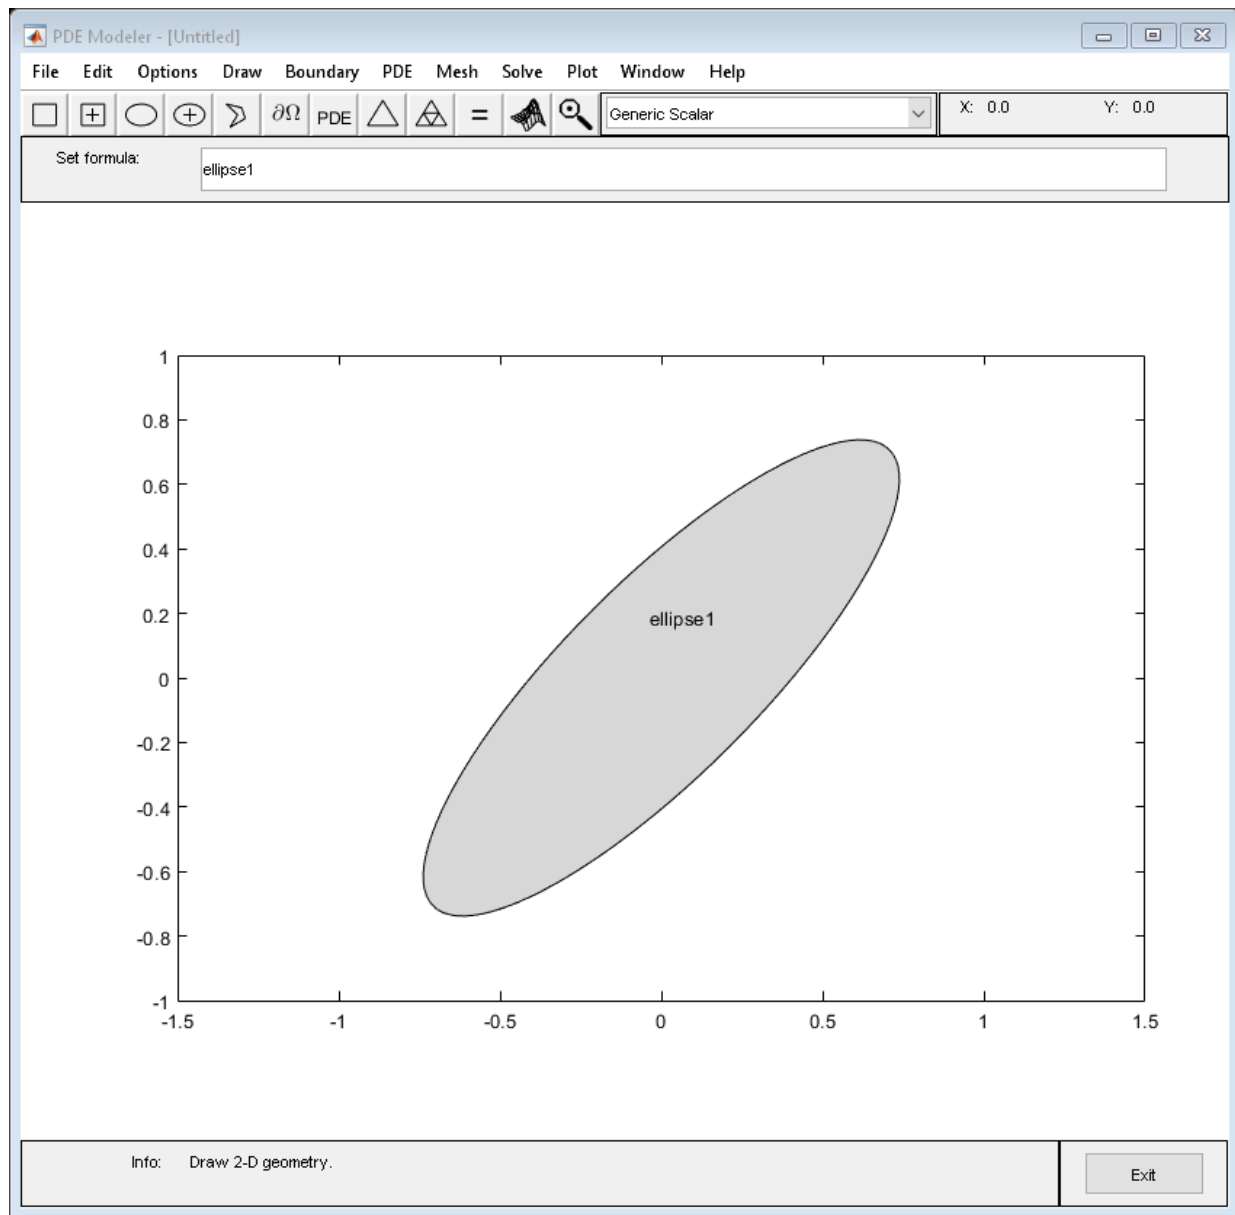 PDE Modeler - [Untitled]
File Edit Options Draw Boundary PDE Mesh Solve Plot Window Help
∂Ω PDE = Generic Scalar X: 0.0 Y: 0.0
Set formula: ellipse1
1
0.8
0.6
0.4
0.2
ellipse1
0
-0.2
-0.4
-0.6
-0.8
-1
-1.5 -1 -0.5 0 0.5 1 1.5
Info: Draw 2-D geometry. Exit